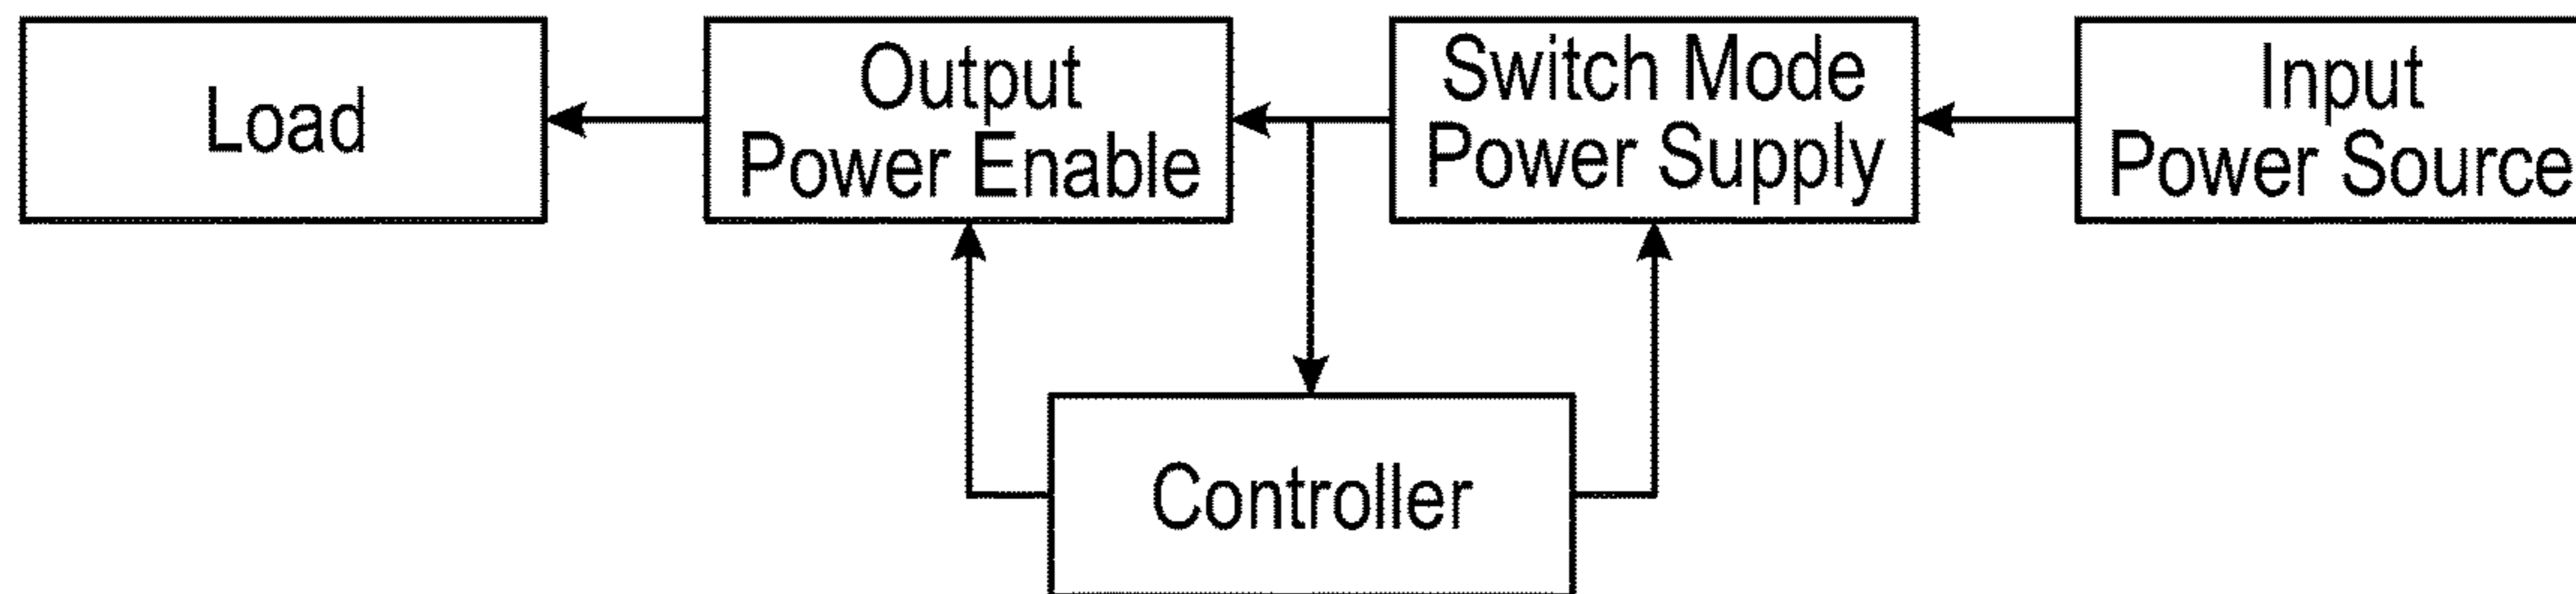 Load
Output
Power Enable
Switch Mode
Power Supply
Input
Power Source
Controller